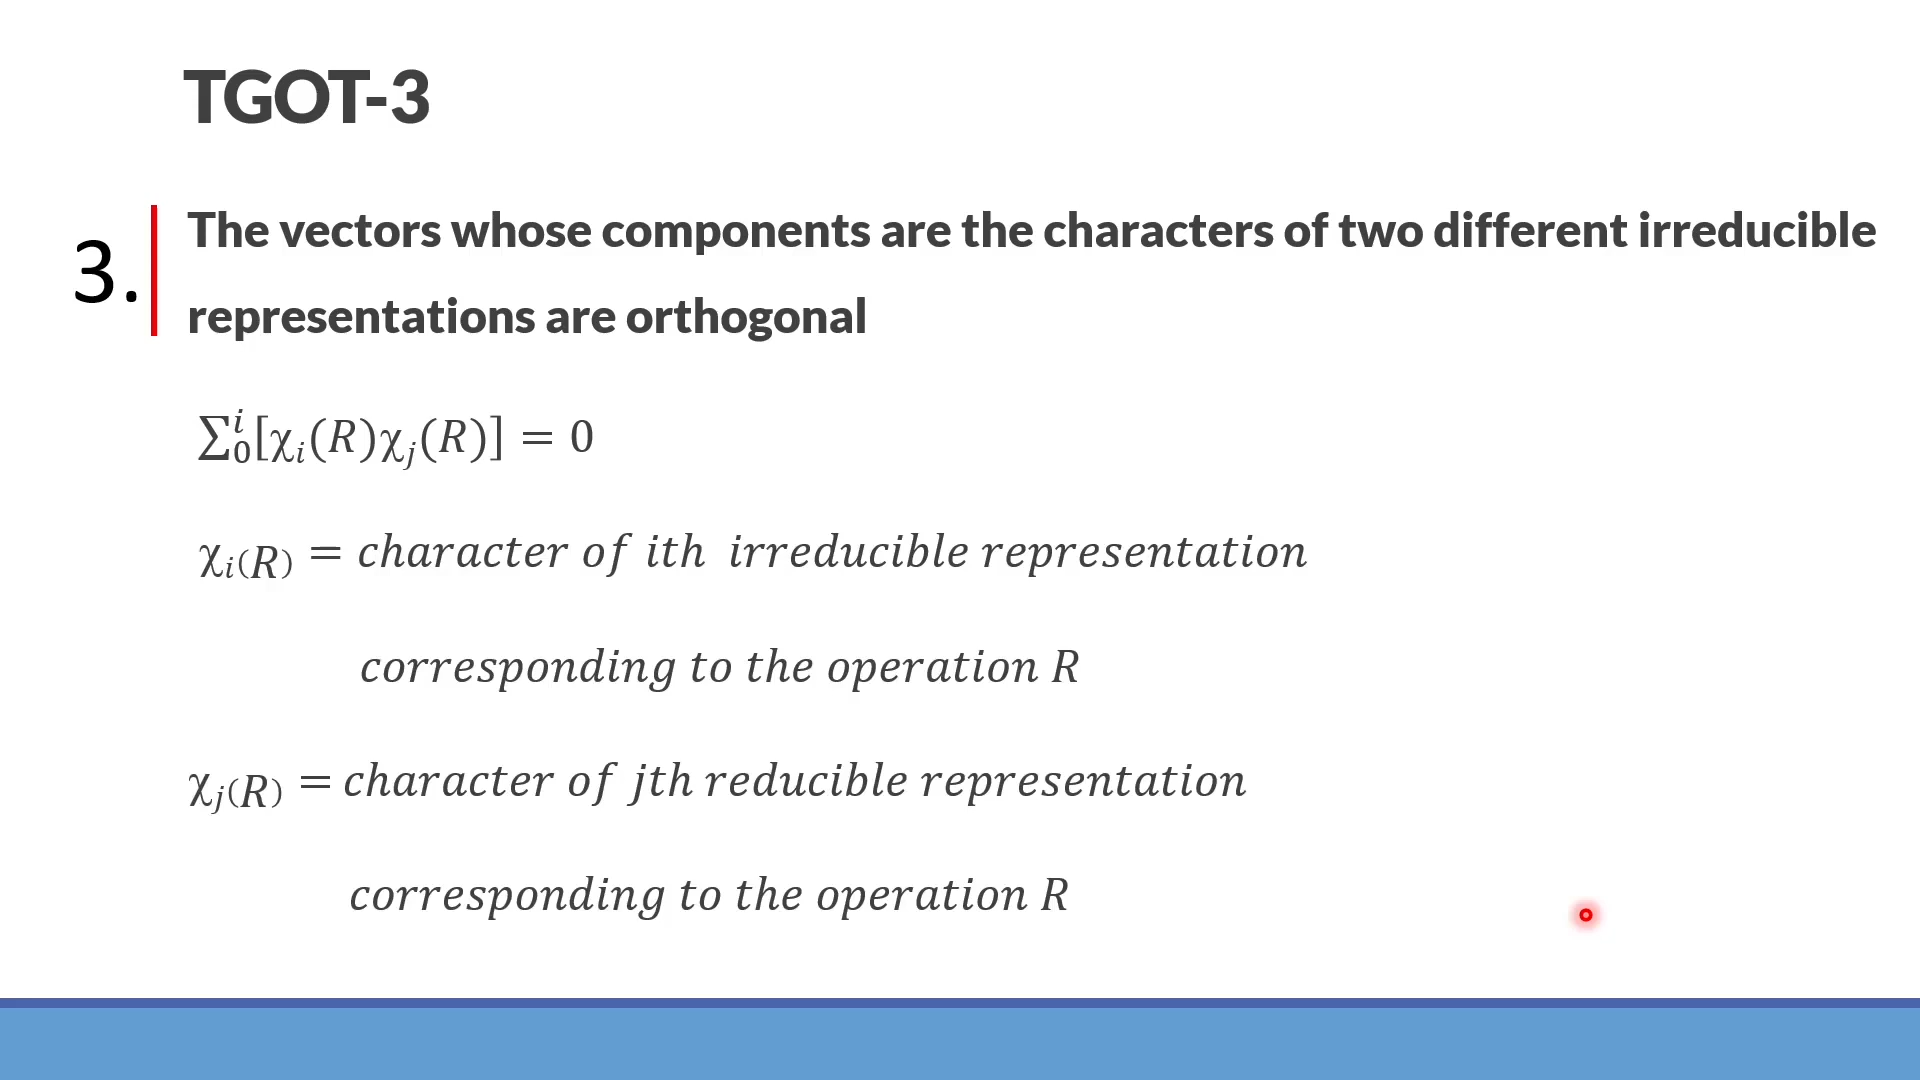 TGOT-3
3.
The vectors whose components are the characters of two different irreducible
representations are orthogonal
∑₀ⁱ[χᵢ(R)χⱼ(R)] = 0
χᵢ₍R₎ = character of ith irreducible representation
corresponding to the operation R
χⱼ₍R₎ = character of jth reducible representation
corresponding to the operation R